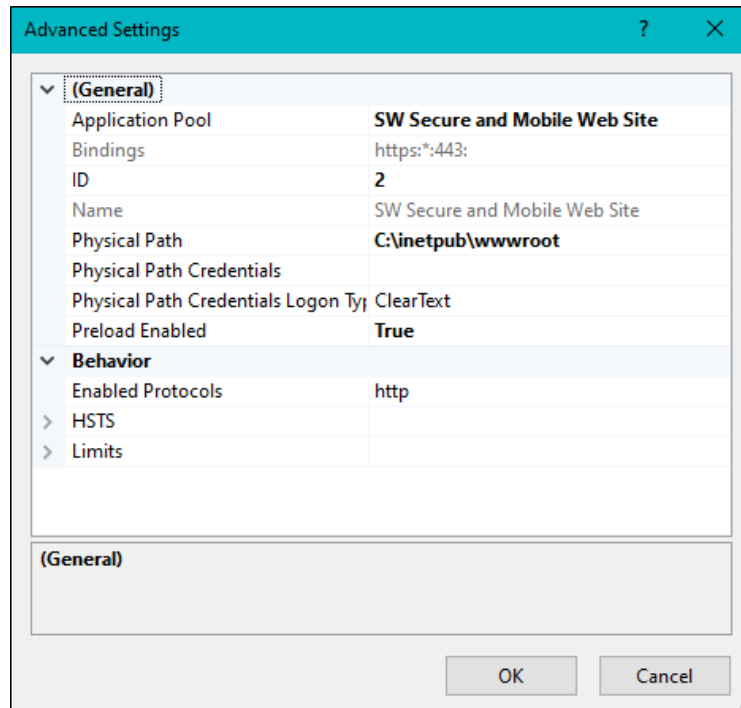 Advanced Settings ? ×
(General)
Application Pool SW Secure and Mobile Web Site
Bindings https:*:443:
ID 2
Name SW Secure and Mobile Web Site
Physical Path C:\inetpub\wwwroot
Physical Path Credentials
Physical Path Credentials Logon Typ ClearText
Preload Enabled True
Behavior
Enabled Protocols http
HSTS
Limits
(General)
OK Cancel